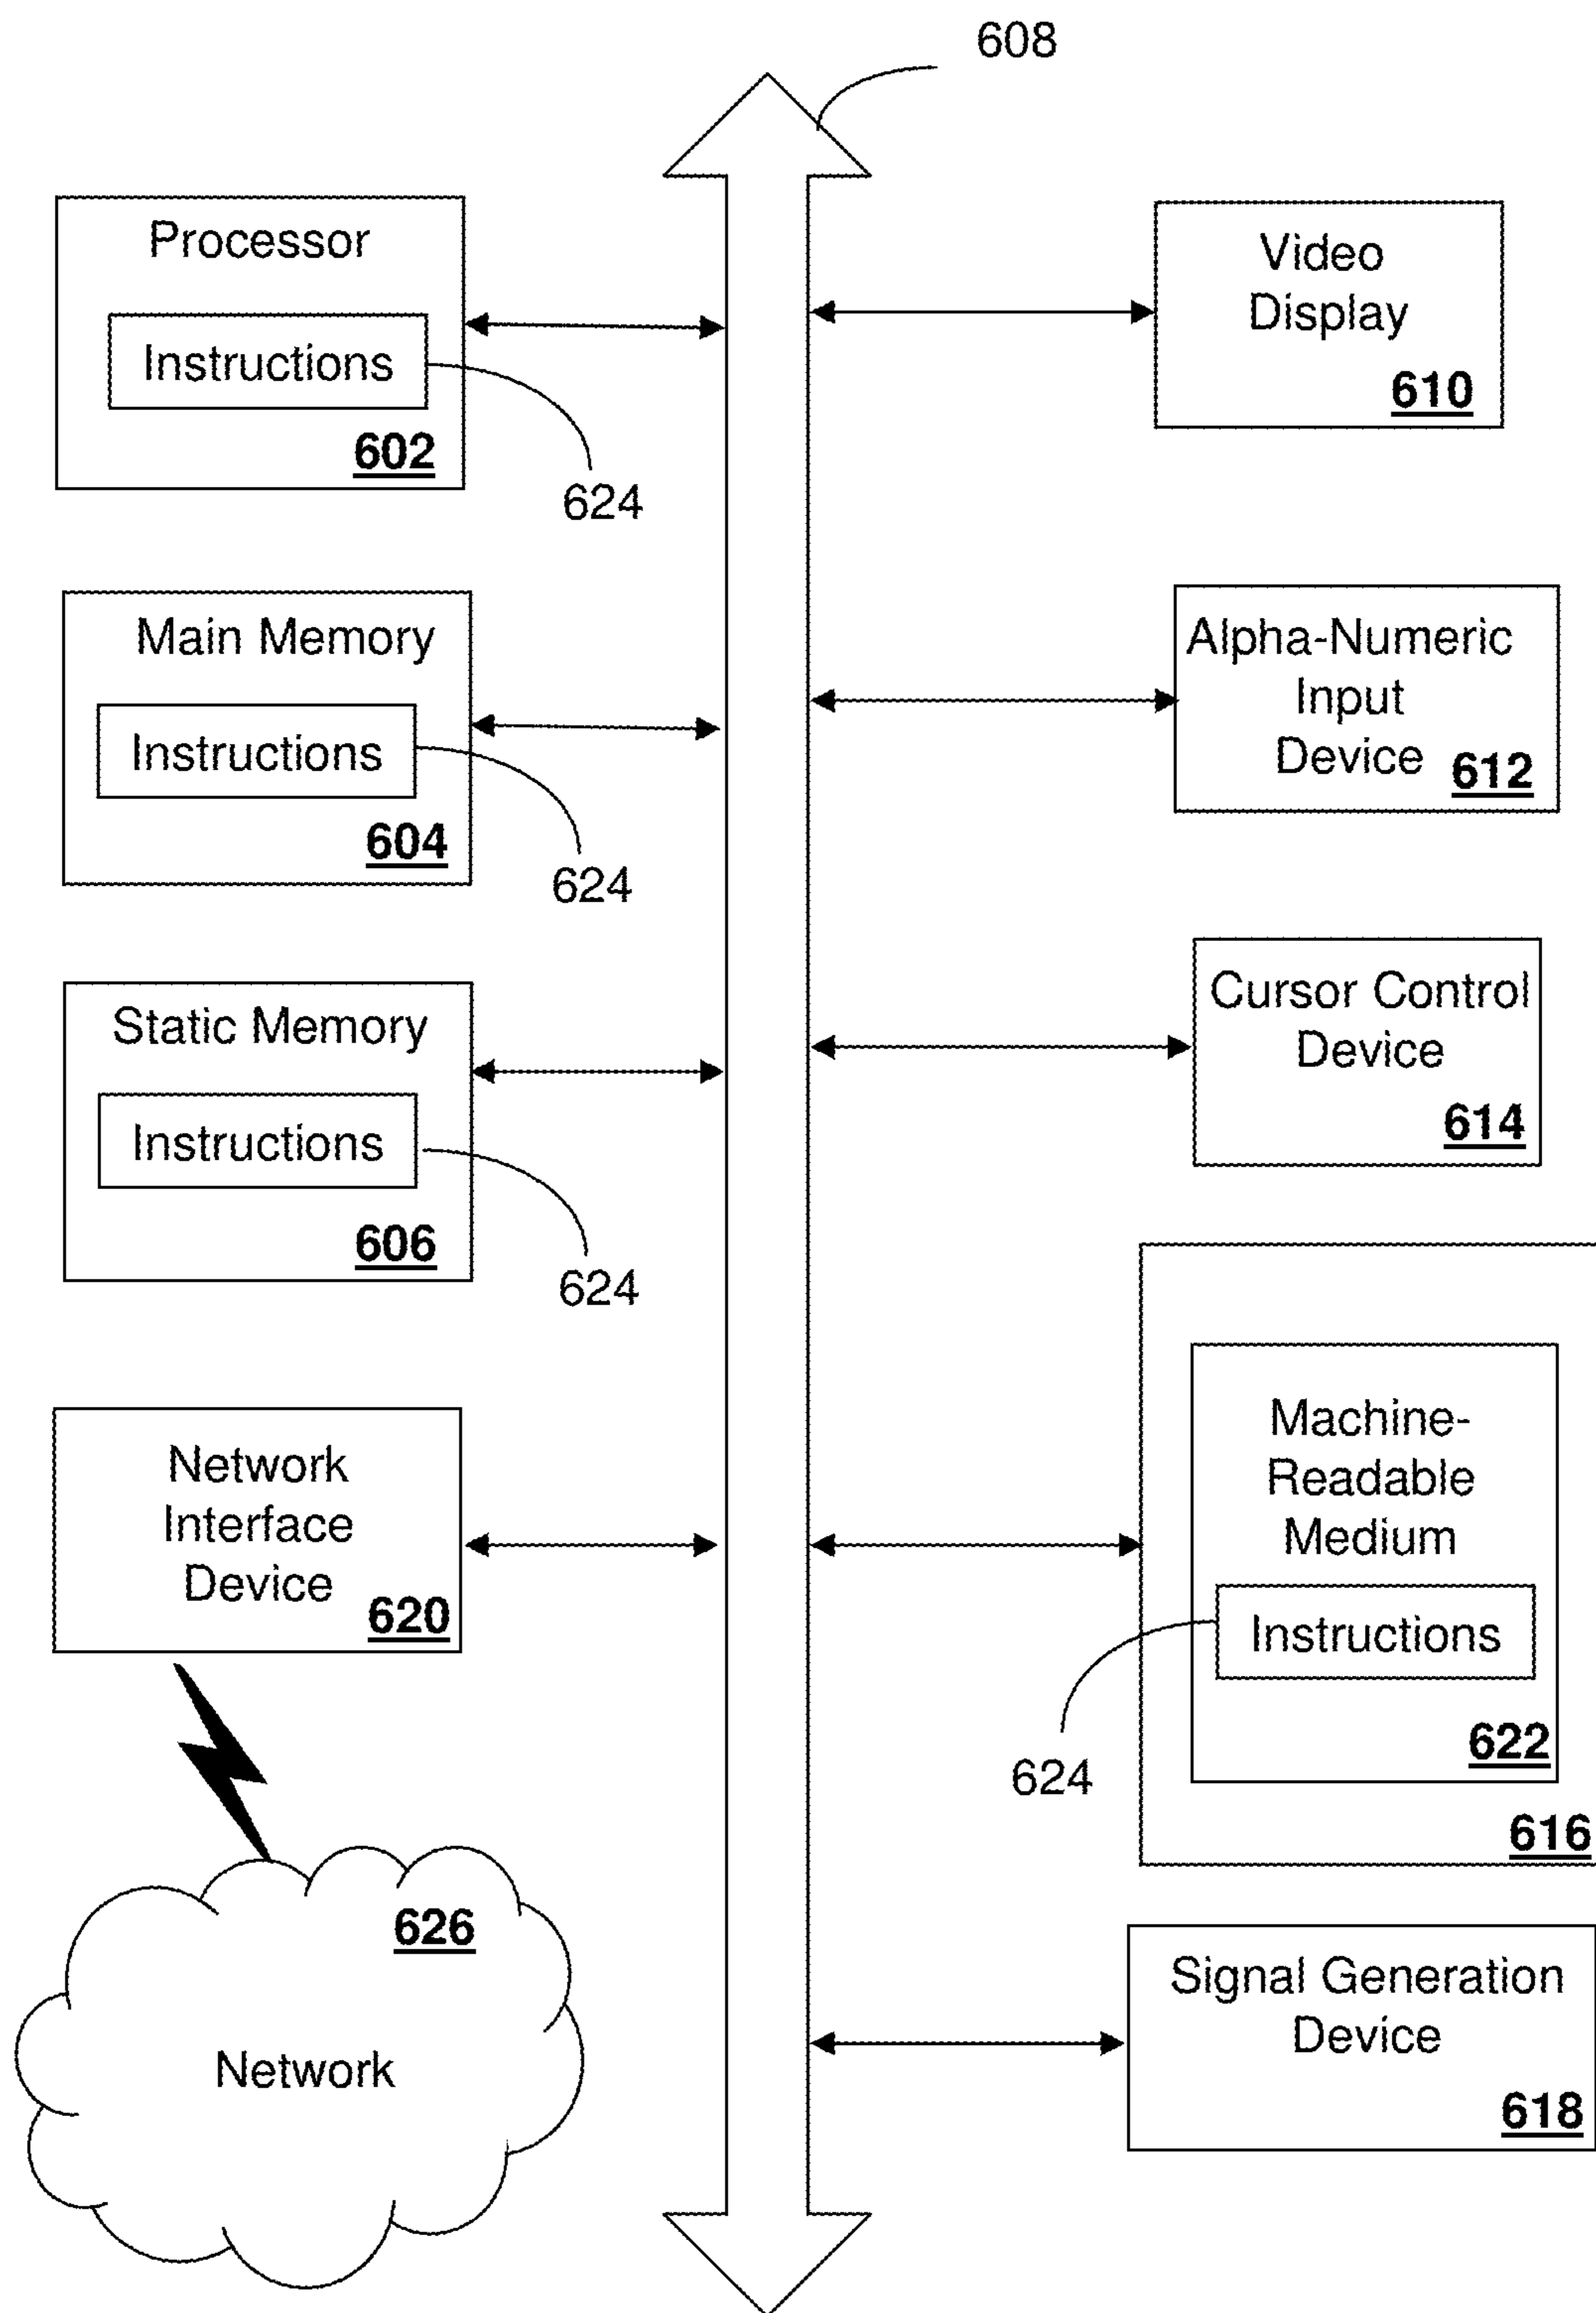 608
Processor
Instructions
602
624
Main Memory
Instructions
604
624
Static Memory
Instructions
606
624
Network
Interface
Device
620
626
Network
Video
Display
610
Alpha-Numeric
Input
Device
612
Cursor Control
Device
614
Machine-
Readable
Medium
Instructions
622
624
616
Signal Generation
Device
618